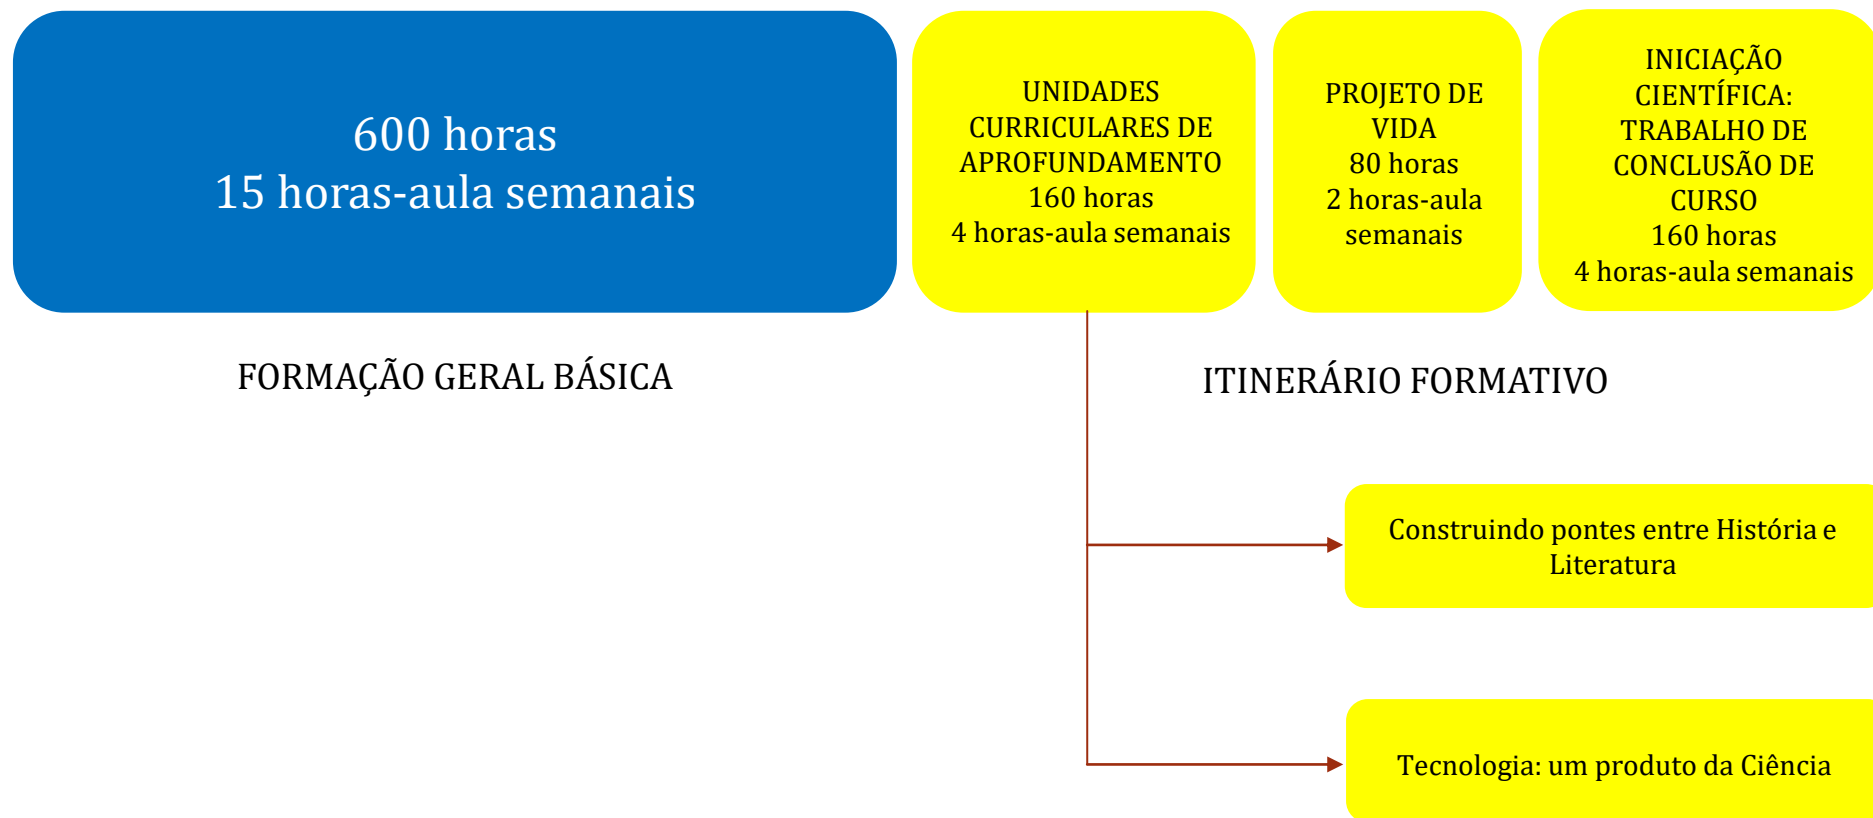 600 horas
15 horas-aula semanais
UNIDADES
CURRICULARES DE
APROFUNDAMENTO
160 horas
4 horas-aula semanais
PROJETO DE
VIDA
80 horas
2 horas-aula
semanais
INICIAÇÃO
CIENTÍFICA:
TRABALHO DE
CONCLUSÃO DE
CURSO
160 horas
4 horas-aula semanais
FORMAÇÃO GERAL BÁSICA
ITINERÁRIO FORMATIVO
Construindo pontes entre História e
Literatura
Tecnologia: um produto da Ciência